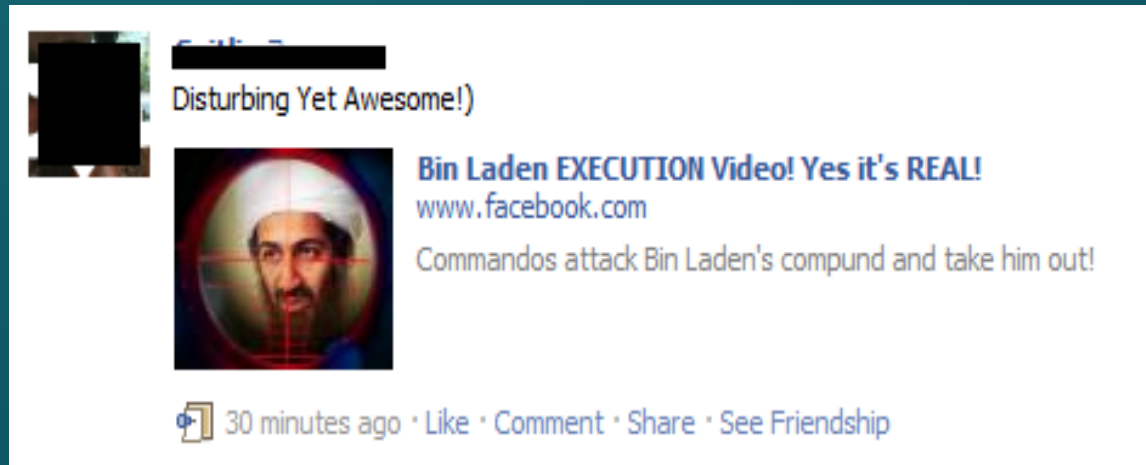 Disturbing Yet Awesome!)
Bin Laden EXECUTION Video! Yes it's REAL!
www.facebook.com
Commandos attack Bin Laden's compund and take him out!
30 minutes ago · Like · Comment · Share · See Friendship